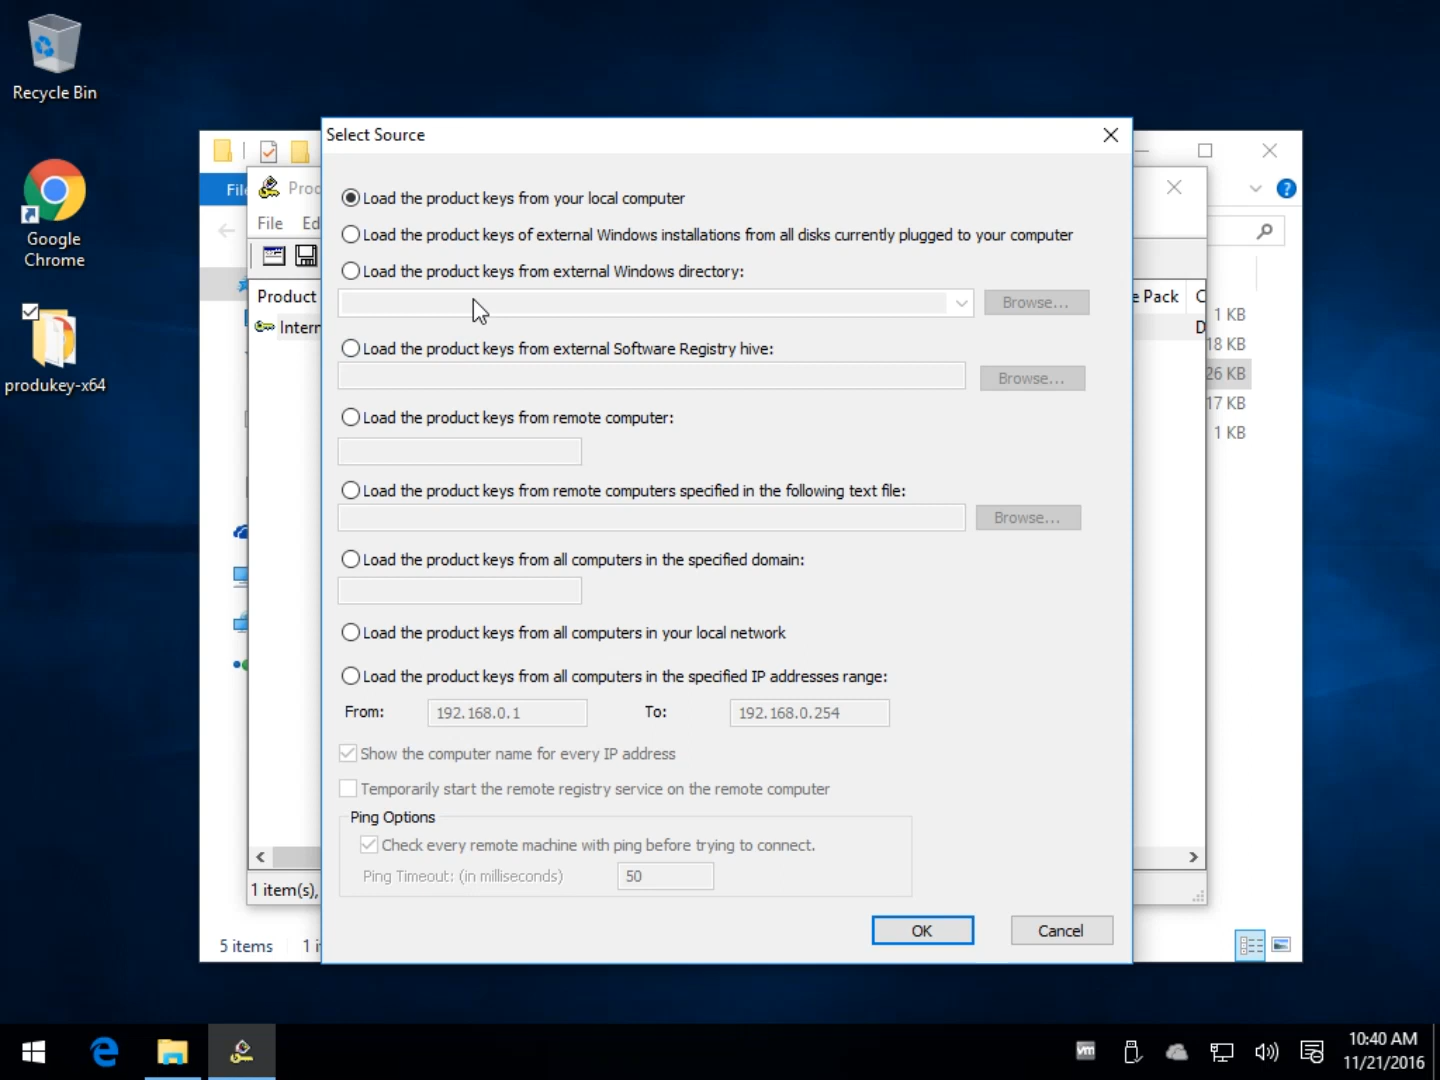 Recycle Bin
Google
Chrome
produkey-x64
Select Source
Load the product keys from your local computer
Load the product keys of external Windows installations from all disks currently plugged to your computer
Load the product keys from external Windows directory:
Browse...
Load the product keys from external Software Registry hive:
Browse...
Load the product keys from remote computer:
Load the product keys from remote computers specified in the following text file:
Browse...
Load the product keys from all computers in the specified domain:
Load the product keys from all computers in your local network
Load the product keys from all computers in the specified IP addresses range:
From: 192.168.0.1 To: 192.168.0.254
Show the computer name for every IP address
Temporarily start the remote registry service on the remote computer
Ping Options
Check every remote machine with ping before trying to connect.
Ping Timeout: (in milliseconds) 50
OK Cancel
File
Product
e Pack
1 item(s),
1 KB
18 KB
26 KB
17 KB
1 KB
5 items
vm
10:40 AM
11/21/2016